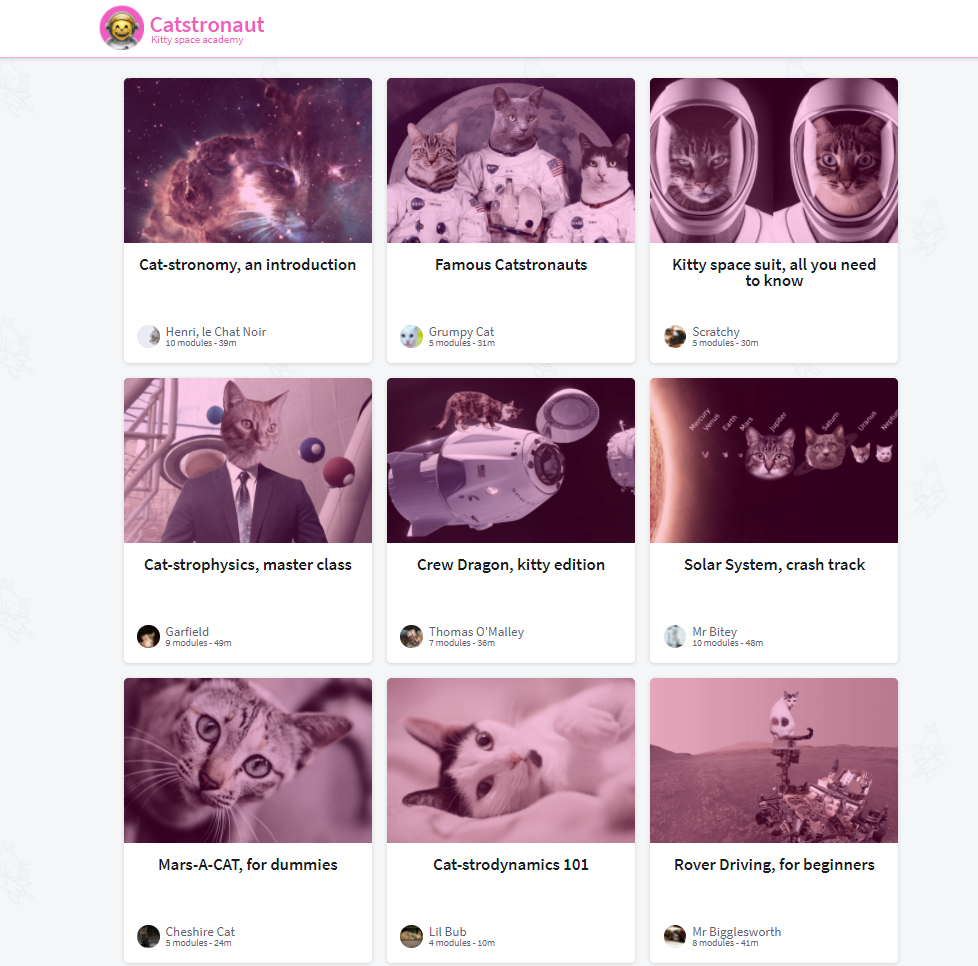 Catstronaut
Kitty space academy
Cat-stronomy, an introduction
Henri, le Chat Noir
10 modules - 39m
Famous Catstronauts
Grumpy Cat
5 modules - 31m
Kitty space suit, all you need
to know
Scratchy
5 modules - 30m
Cat-strophysics, master class
Garfield
9 modules - 49m
Crew Dragon, kitty edition
Thomas O'Malley
7 modules - 36m
Mercury
Venus
Earth
Mars
Jupiter
Saturn
Uranus
Solar System, crash track
Mr Bitey
10 modules - 48m
Mars-A-CAT, for dummies
Cheshire Cat
5 modules - 24m
Cat-strodynamics 101
Lil Bub
4 modules - 10m
Rover Driving, for beginners
Mr Bigglesworth
8 modules - 41m